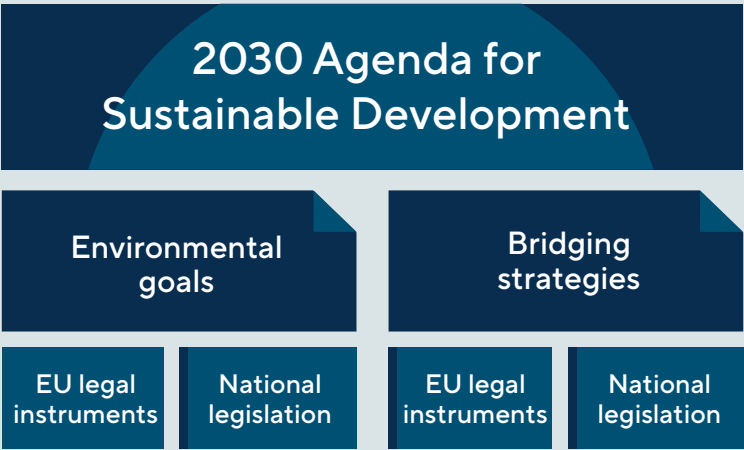 2030 Agenda for
Sustainable Development
Environmental
goals
Bridging
strategies
EU legal
instruments
National
legislation
EU legal
instruments
National
legislation